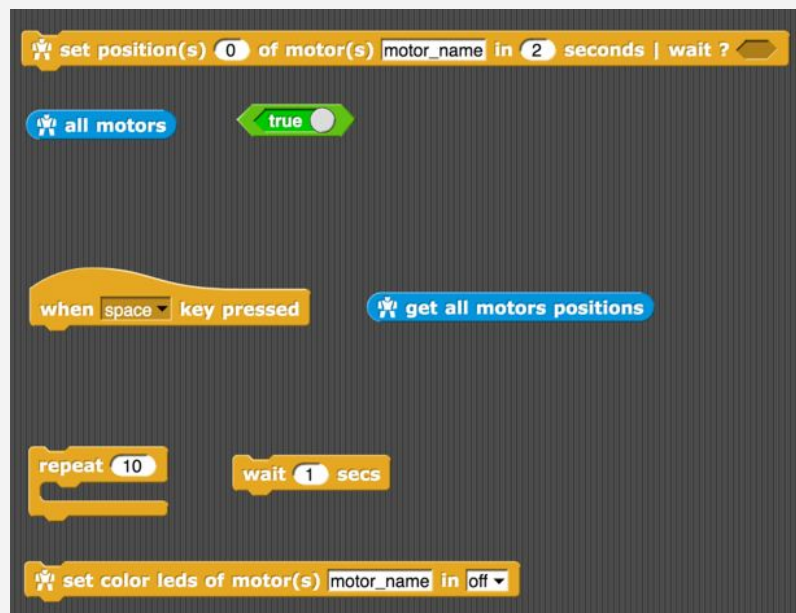 set position(s) 0 of motor(s) motor_name in 2 seconds | wait ?
all motors
true
when space key pressed
get all motors positions
repeat 10
wait 1 secs
set color leds of motor(s) motor_name in off